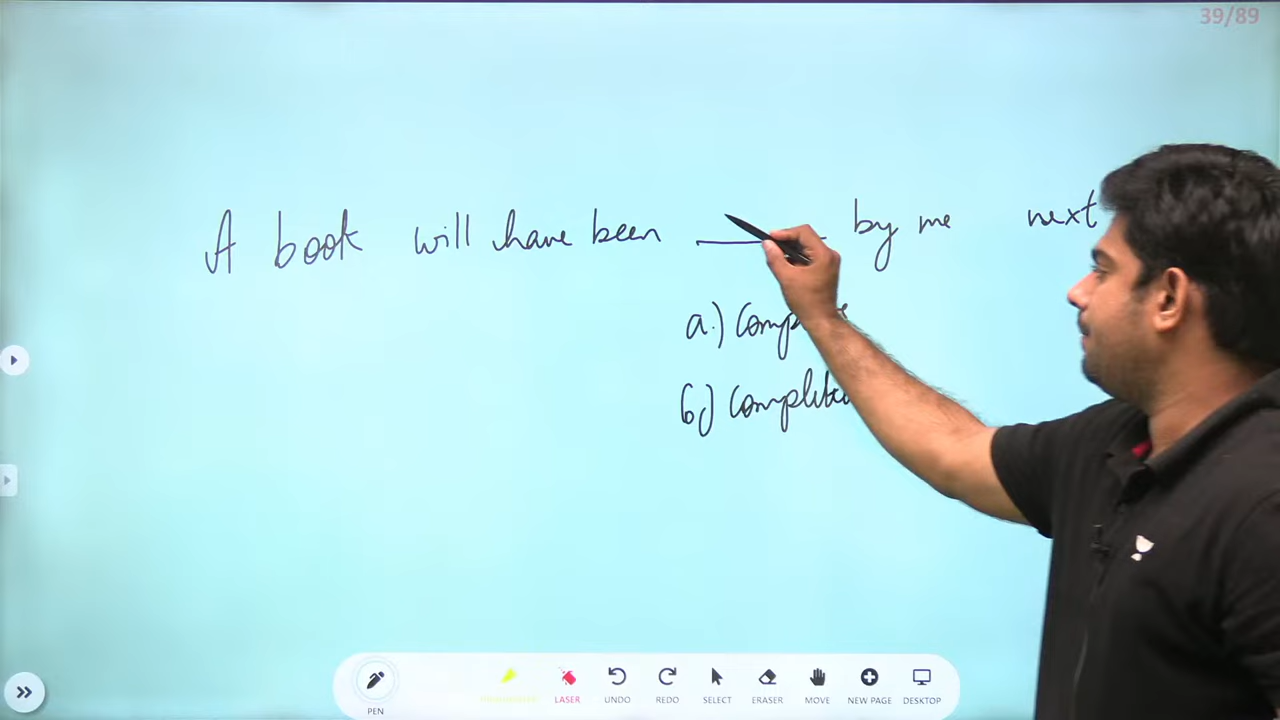 39/89
A book will have been ____ by me next
a.)
b.)
PEN
LASER
UNDO
REDO
SELECT
ERASER
MOVE
NEW PAGE
DESKTOP